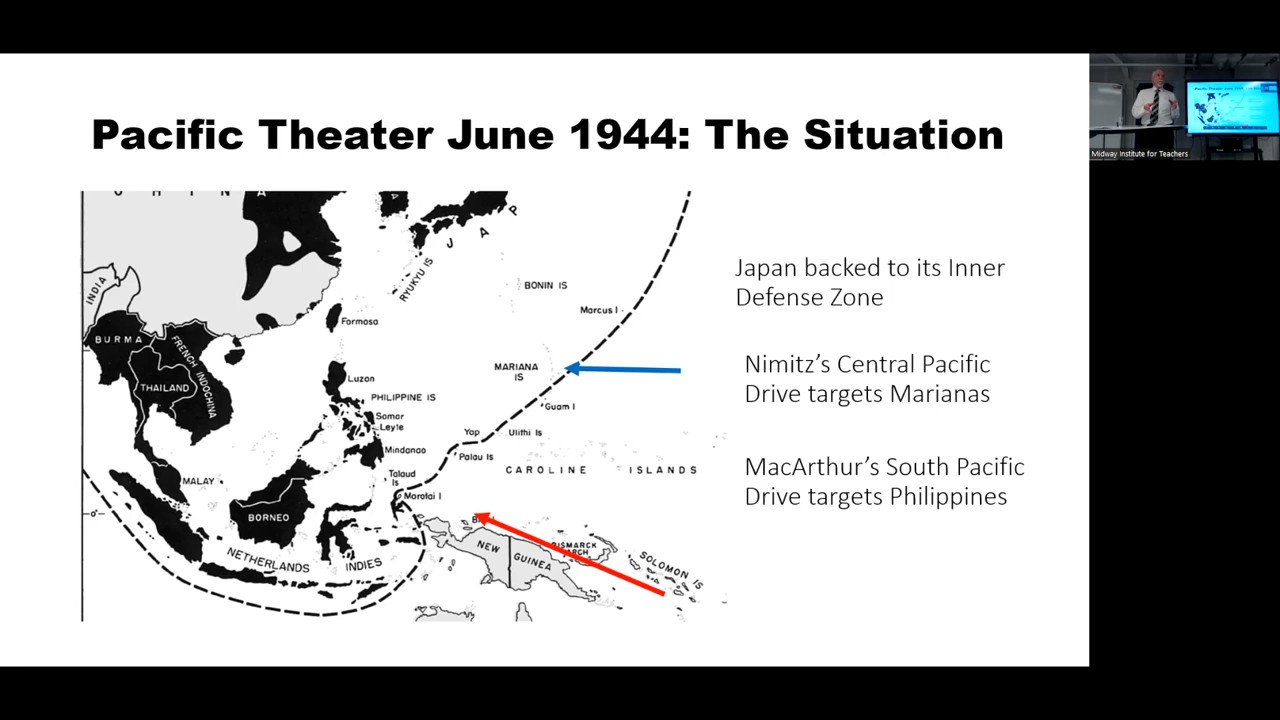 Pacific Theater June 1944: The Situation
C H I N A
J A P
RYUKYU IS
BONIN IS
Marcus I
INDIA
BURMA
FRENCH INDOCHINA
THAILAND
Formosa
MARIANA
IS
Luzon
PHILIPPINE IS
Samar
Leyte
Guam I
Yap
Ulithi Is
Mindanao
Palau Is
CAROLINE ISLANDS
Talaud
Is
MALAY
Morotai I
BORNEO
0°
NETHERLANDS INDIES
NEW
GUINEA
BISMARCK
ARCH
SOLOMON IS
Japan backed to its Inner
Defense Zone
Nimitz's Central Pacific
Drive targets Marianas
MacArthur's South Pacific
Drive targets Philippines
Midway Institute for Teachers